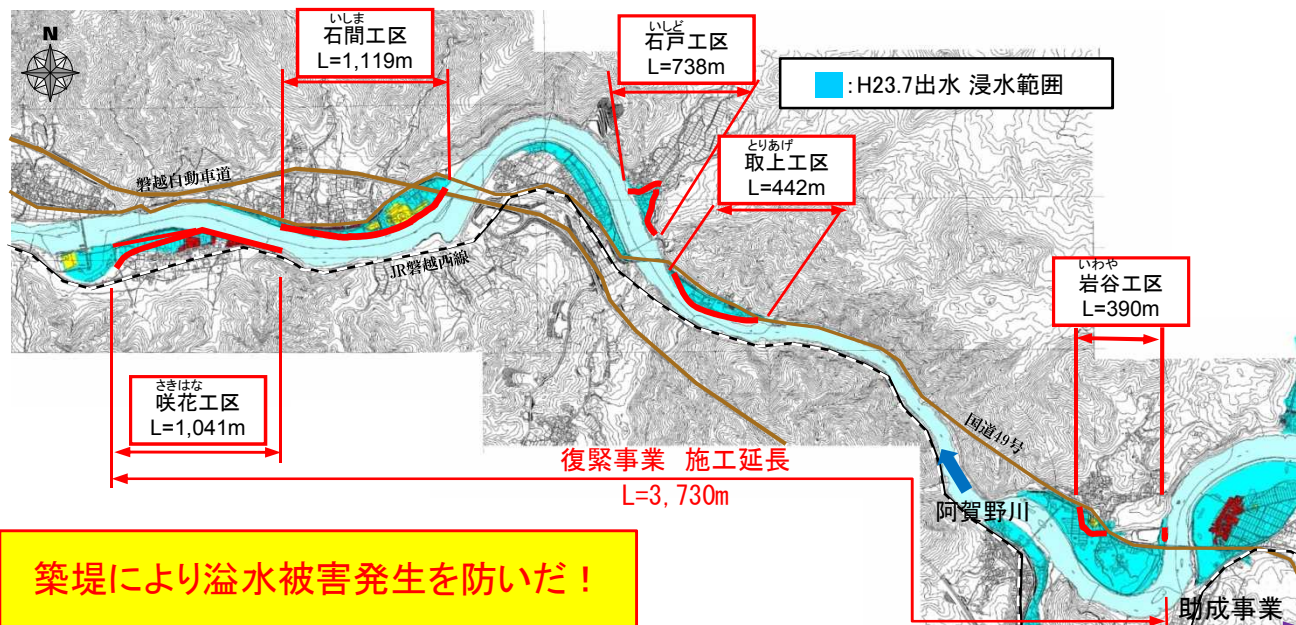 N
いしま
石間工区
L=1,119m
いしど
石戸工区
L=738m
:H23.7出水 浸水範囲
とりあげ
取上工区
L=442m
磐越自動車道
JR磐越西線
いわや
岩谷工区
L=390m
さきはな
咲花工区
L=1,041m
国道49号
復緊事業 施工延長
L=3,730m
阿賀野川
築堤により溢水被害発生を防いだ！
助成事業